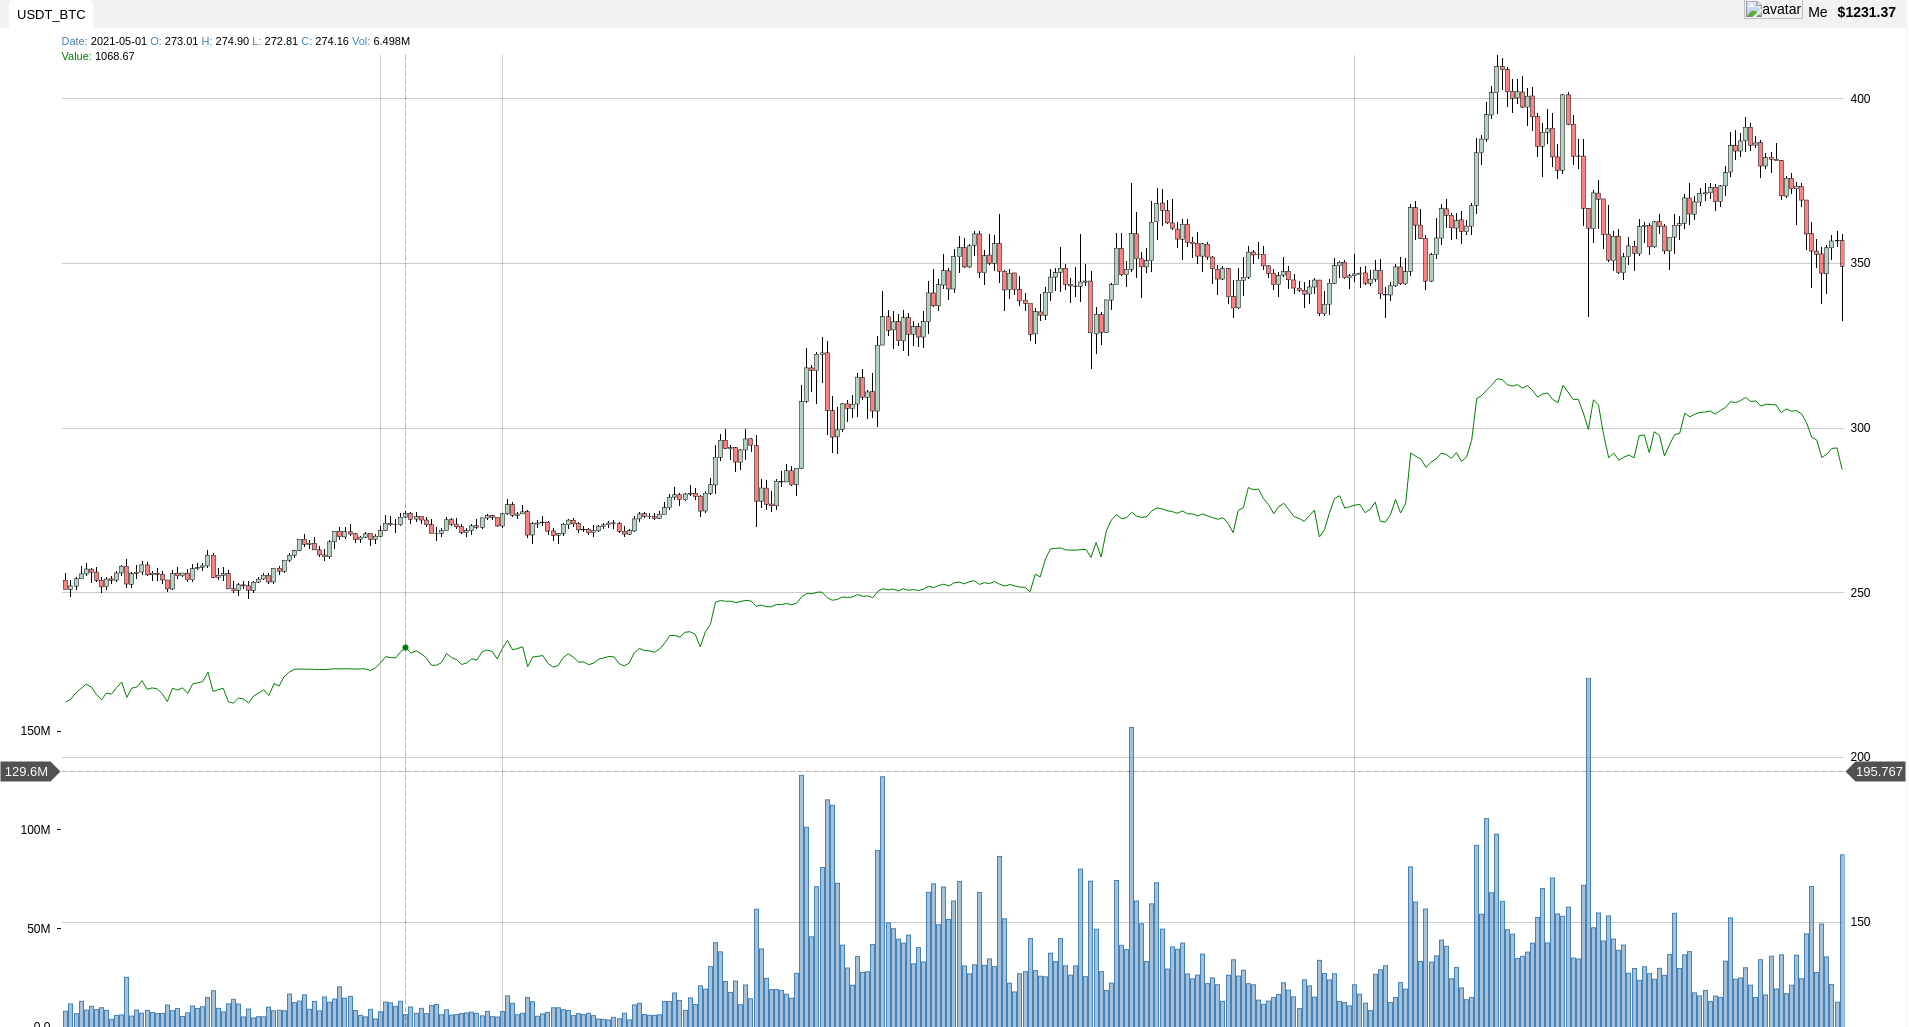 USDT_BTC
avatar Me $1231.37
Date: 2021-05-01 O: 273.01 H: 274.90 L: 272.81 C: 274.16 Vol: 6.498M
Value: 1068.67
400
350
300
250
150M
200
129.6M
195.767
100M
150
50M
0.0